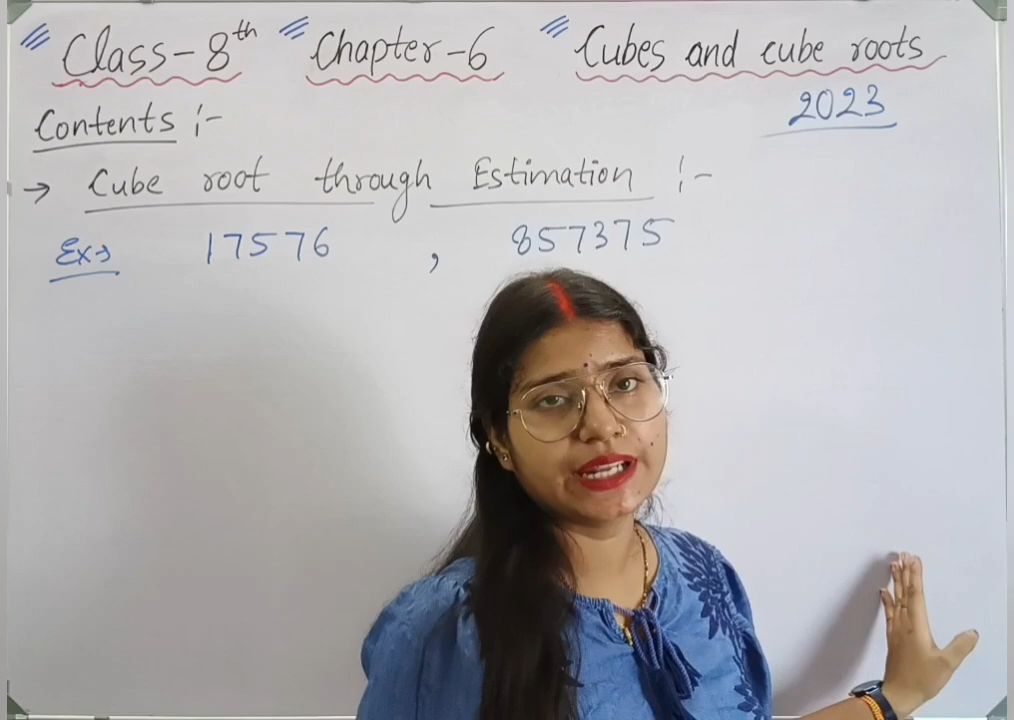 Class-8th Chapter-6 Cubes and cube roots
2023
Contents :-
→ Cube root through Estimation :-
Ex→ 17576 , 857375